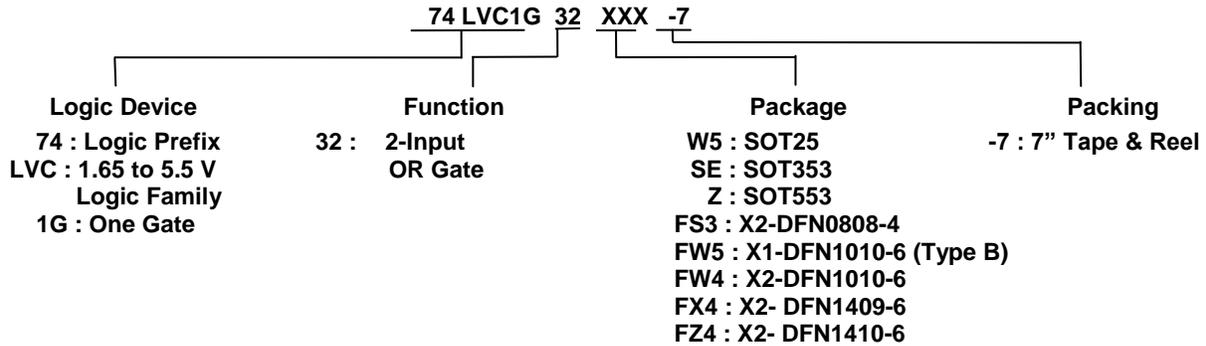 74 LVC1G 32 XXX -7
Logic Device
74 : Logic Prefix
LVC : 1.65 to 5.5 V
Logic Family
1G : One Gate
Function
32 : 2-Input
OR Gate
Package
W5 : SOT25
SE : SOT353
Z : SOT553
FS3 : X2-DFN0808-4
FW5 : X1-DFN1010-6 (Type B)
FW4 : X2-DFN1010-6
FX4 : X2- DFN1409-6
FZ4 : X2- DFN1410-6
Packing
-7 : 7” Tape & Reel